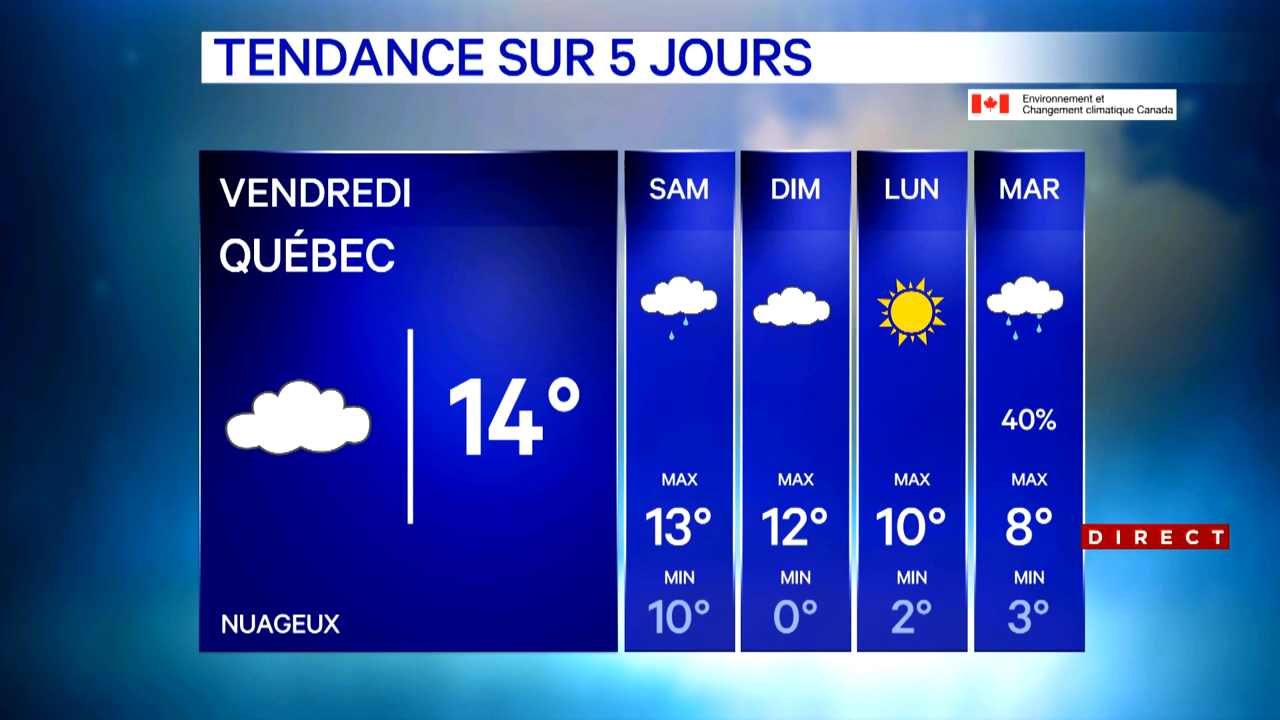 TENDANCE SUR 5 JOURS
Environnement et
Changement climatique Canada
VENDREDI
QUÉBEC
14°
NUAGEUX
SAM
MAX
13°
MIN
10°
DIM
MAX
12°
MIN
0°
LUN
MAX
10°
MIN
2°
MAR
40%
MAX
8°
MIN
3°
DIRECT